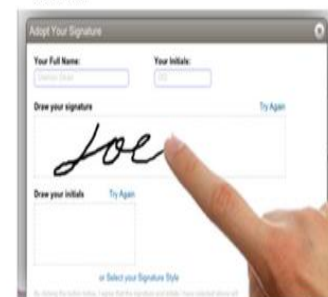 Adopt Your Signature
Your Full Name: Your Initials:
Draw your signature Try Again
Joe
Draw your initials Try Again
or Select your Signature Style